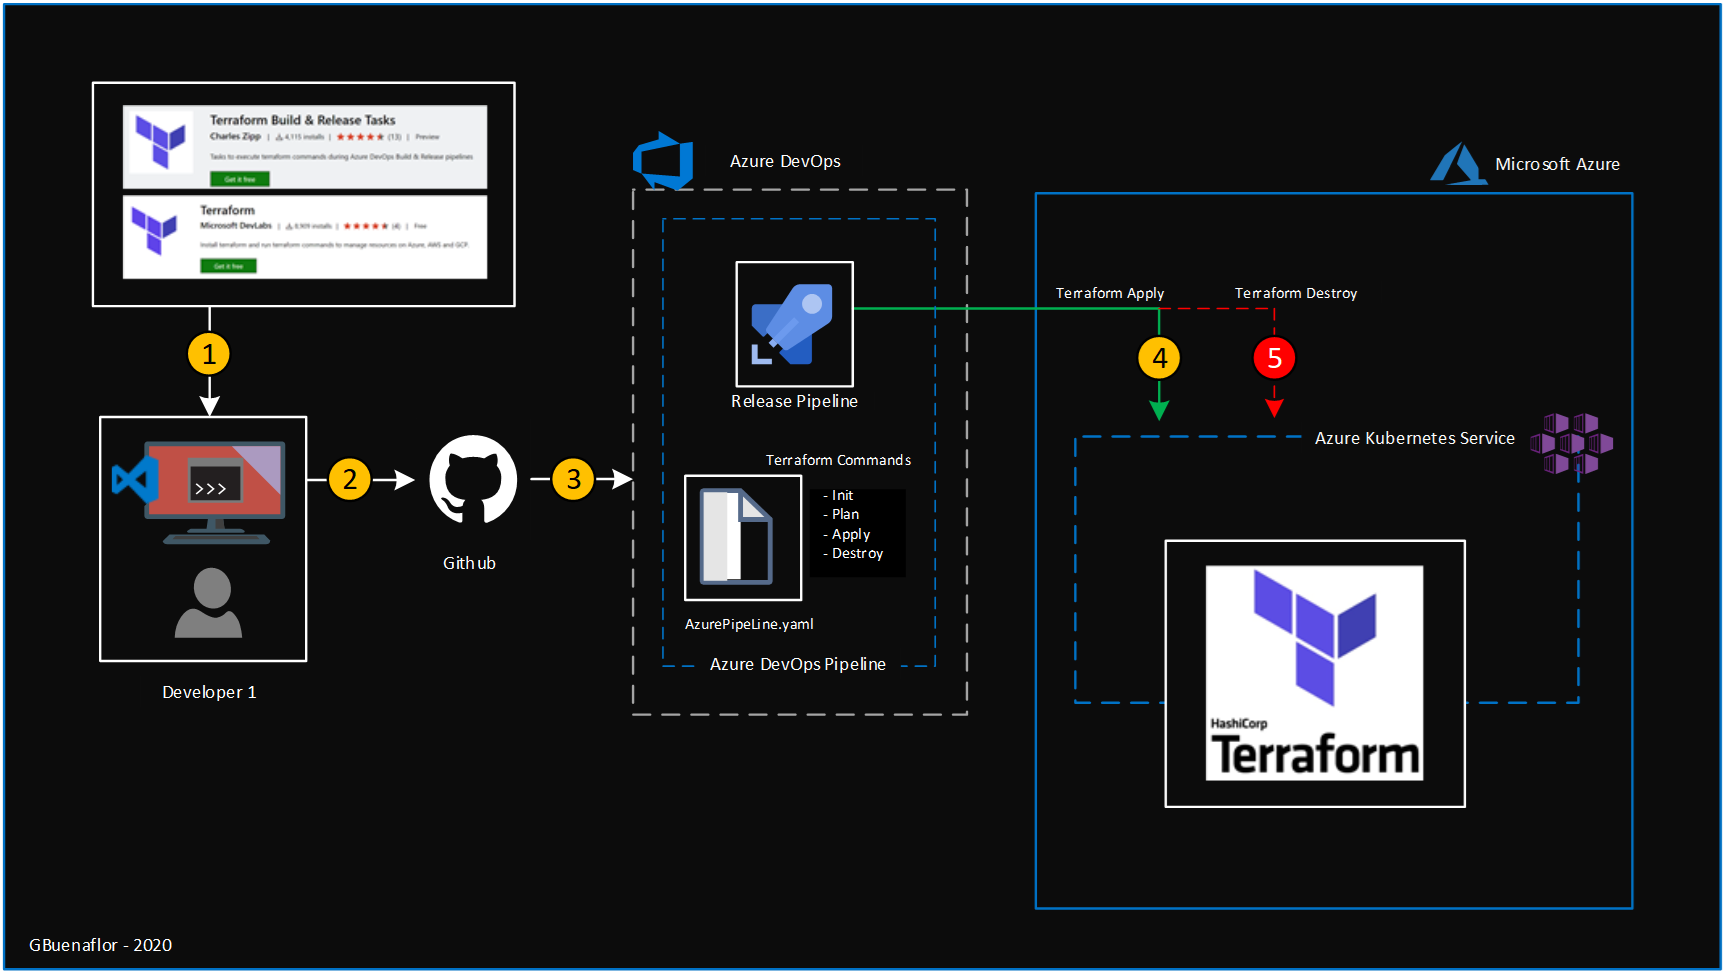 Terraform Build & Release Tasks
Charles Zipp | 4,115 installs | (13) | Preview
Tasks to execute terraform commands during Azure DevOps Build & Release pipelines
Get it free
Terraform
Microsoft DevLabs | 8,909 installs | (4) | Free
Install terraform and run terraform commands to manage resources on Azure, AWS and GCP.
Get it free
1
>>>
Developer 1
2
Github
3
Azure DevOps
Release Pipeline
Terraform Commands
- Init
- Plan
- Apply
- Destroy
AzurePipeLine.yaml
Azure DevOps Pipeline
Microsoft Azure
Terraform Apply
Terraform Destroy
4
5
Azure Kubernetes Service
HashiCorp
Terraform
GBuenaflor - 2020